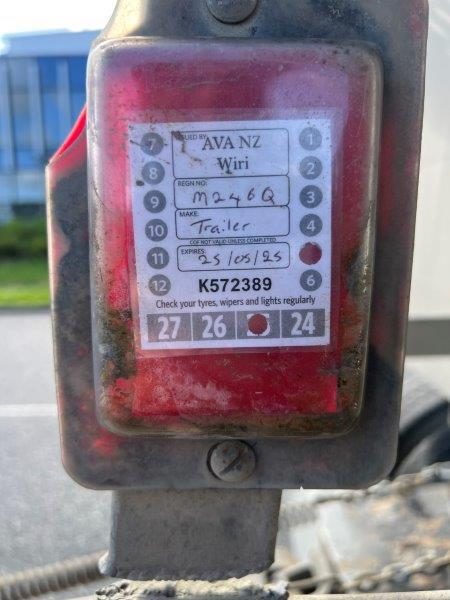 ISSUED BY: AVA NZ
Wiri
REGN NO: M246Q
MAKE: Trailer
COF NOT VALID UNLESS COMPLETED
EXPIRES: 25/05/25
7 8 9 10 11 12
1 2 3 4 6
K572389
Check your tyres, wipers and lights regularly
27 26 24